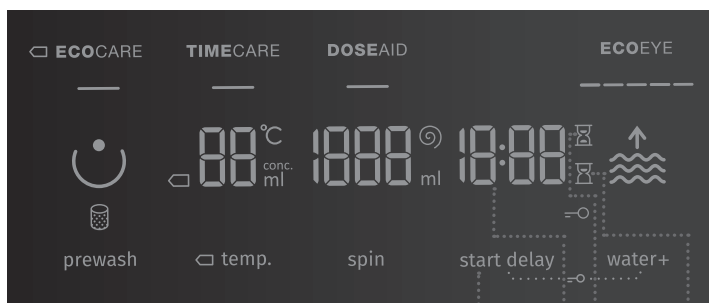 ECOCARE TIMECARE DOSEAID ECOEYE
88 °C 1888 18:88
conc.
ml ml
prewash temp. spin start delay water+